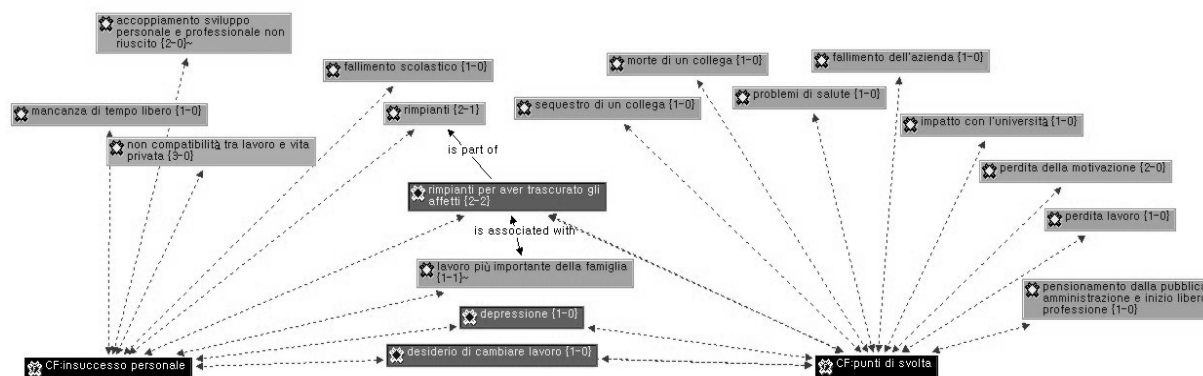 accoppiamento sviluppo
personale e professionale non
riuscito {2-0}~
fallimento scolastico {1-0}
morte di un collega {1-0}
fallimento dell'azienda {1-0}
mancanza di tempo libero {1-0}
rimpianti {2-1}
sequestro di un collega {1-0}
problemi di salute {1-0}
non compatibilità tra lavoro e vita
privata {3-0}
impatto con l'università {1-0}
is part of
perdita della motivazione {2-0}
rimpianti per aver trascurato gli
affetti {2-2}
perdita lavoro {1-0}
is associated with
lavoro più importante della famiglia
{1-1}~
pensionamento dalla pubblica
amministrazione e inizio libera
professione {1-0}
depressione {1-0}
desiderio di cambiare lavoro {1-0}
CF:insuccesso personale
CF:punti di svolta